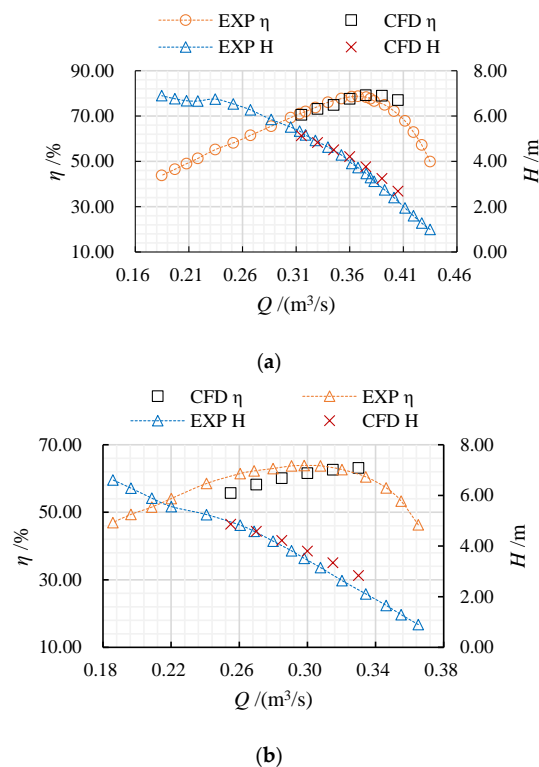 EXP η CFD η
EXP H CFD H
90.00 8.00
70.00 6.00
50.00 4.00
30.00 2.00
10.00 0.00
η /%
H /m
0.16 0.21 0.26 0.31 0.36 0.41 0.46
Q /(m³/s)
(a)
CFD η EXP η
EXP H CFD H
70.00 8.00
6.00
50.00
4.00
30.00
2.00
10.00 0.00
η /%
H /m
0.18 0.22 0.26 0.30 0.34 0.38
Q /(m³/s)
(b)